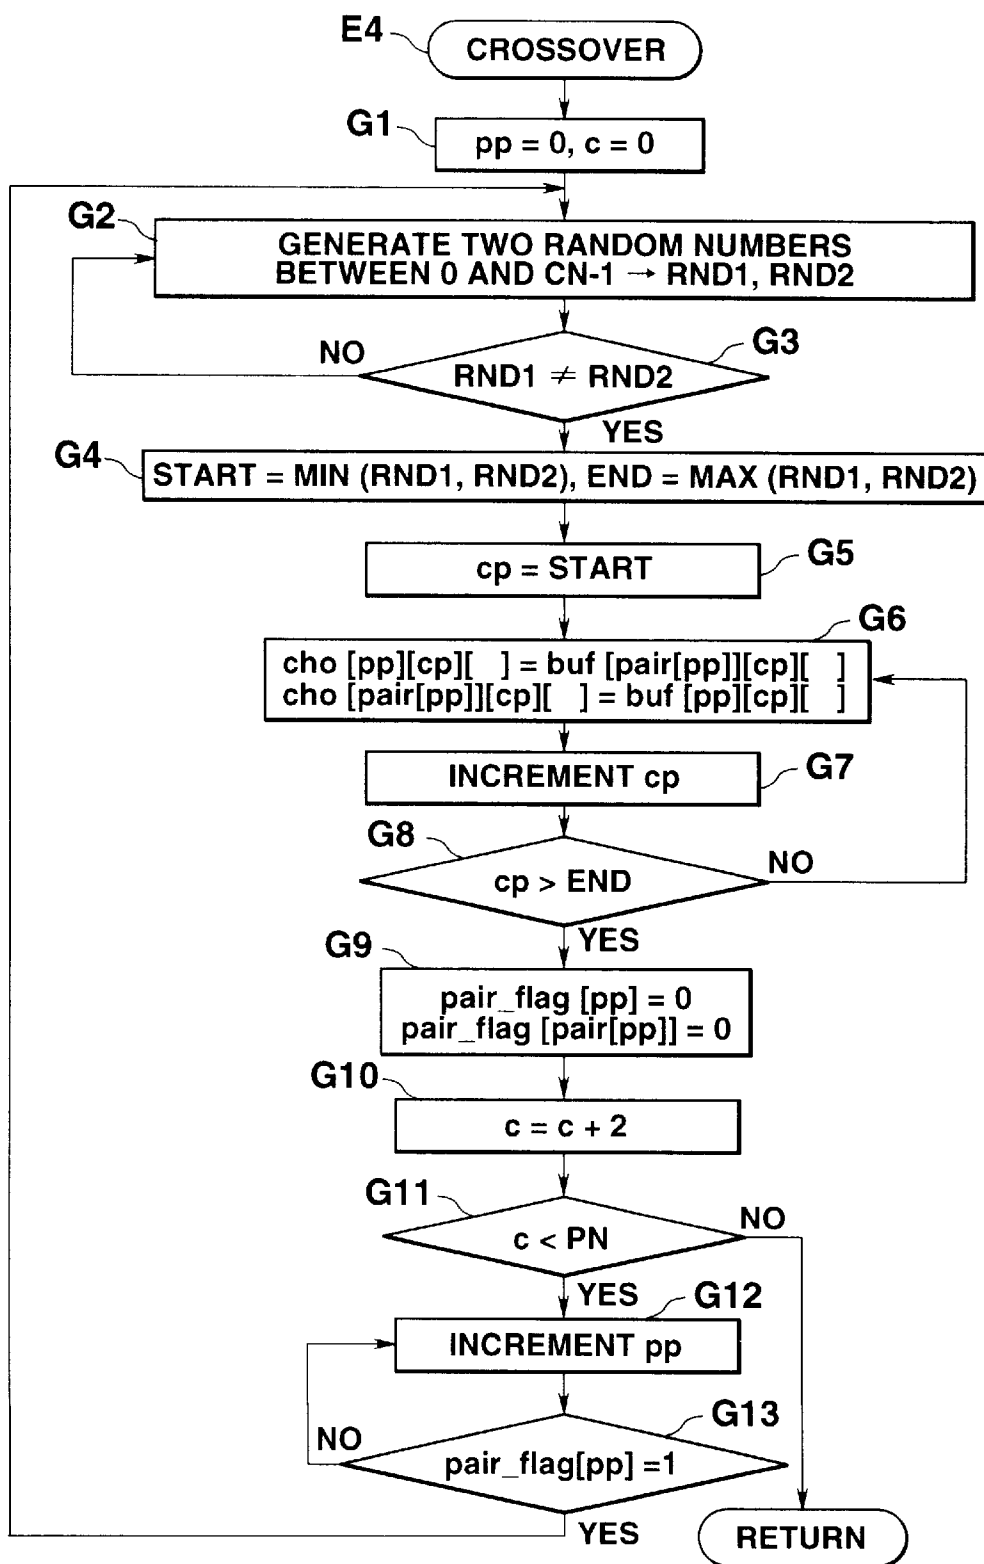 E4
CROSSOVER
G1
pp = 0, c = 0
G2
GENERATE TWO RANDOM NUMBERS
BETWEEN 0 AND CN-1 → RND1, RND2
NO
G3
RND1 ≠ RND2
YES
G4
START = MIN (RND1, RND2), END = MAX (RND1, RND2)
G5
cp = START
G6
cho [pp][cp][ ] = buf [pair[pp]][cp][ ]
cho [pair[pp]][cp][ ] = buf [pp][cp][ ]
INCREMENT cp
G7
G8
NO
cp > END
YES
G9
pair_flag [pp] = 0
pair_flag [pair[pp]] = 0
G10
c = c + 2
G11
NO
c < PN
YES
G12
INCREMENT pp
G13
NO
pair_flag[pp] =1
YES
RETURN